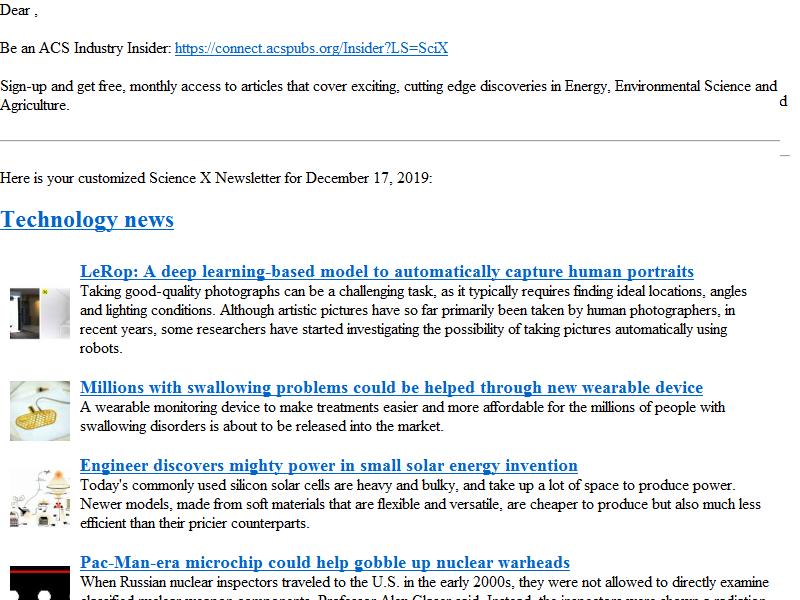 Dear ,
Be an ACS Industry Insider: https://connect.acspubs.org/Insider?LS=SciX
Sign-up and get free, monthly access to articles that cover exciting, cutting edge discoveries in Energy, Environmental Science and
Agriculture.
d
Here is your customized Science X Newsletter for December 17, 2019:
Technology news
LeRop: A deep learning-based model to automatically capture human portraits
Taking good-quality photographs can be a challenging task, as it typically requires finding ideal locations, angles
and lighting conditions. Although artistic pictures have so far primarily been taken by human photographers, in
recent years, some researchers have started investigating the possibility of taking pictures automatically using
robots.
Millions with swallowing problems could be helped through new wearable device
A wearable monitoring device to make treatments easier and more affordable for the millions of people with
swallowing disorders is about to be released into the market.
Engineer discovers mighty power in small solar energy invention
Today's commonly used silicon solar cells are heavy and bulky, and take up a lot of space to produce power.
Newer models, made from soft materials that are flexible and versatile, are cheaper to produce but also much less
efficient than their pricier counterparts.
Pac-Man-era microchip could help gobble up nuclear warheads
When Russian nuclear inspectors traveled to the U.S. in the early 2000s, they were not allowed to directly examine